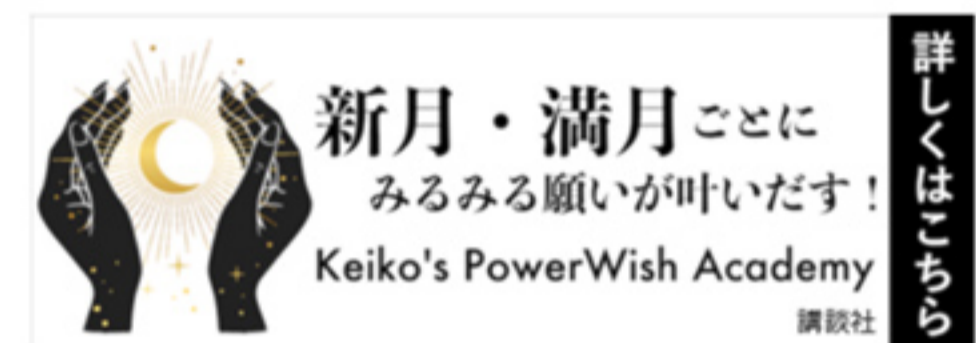 新月・満月ごとに
みるみる願いが叶いだす！
Keiko's PowerWish Academy
講談社
詳しくはこちら